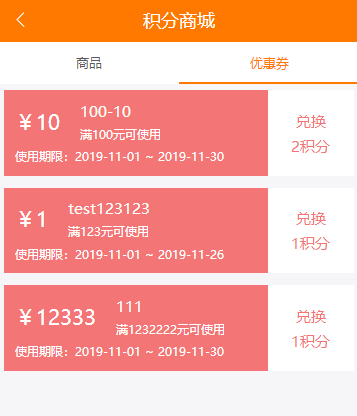 积分商城
商品
优惠券
￥10
100-10
满100元可使用
使用期限：2019-11-01 ~ 2019-11-30
兑换
2积分
￥1
test123123
满123元可使用
使用期限：2019-11-01 ~ 2019-11-26
兑换
1积分
￥12333
111
满1232222元可使用
使用期限：2019-11-01 ~ 2019-11-30
兑换
1积分